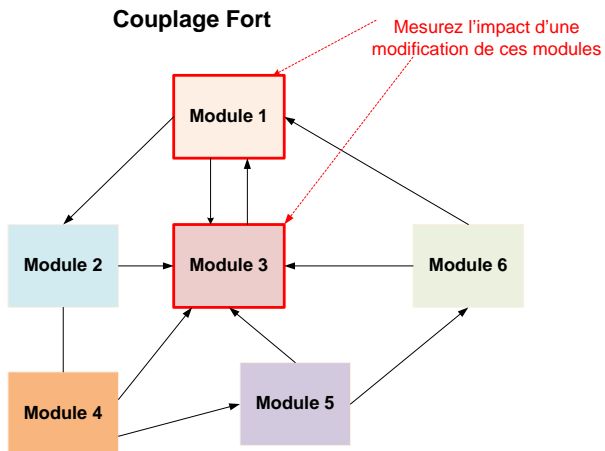 Couplage Fort
Mesurez l’impact d’une
modification de ces modules
Module 1
Module 2
Module 3
Module 6
Module 4
Module 5